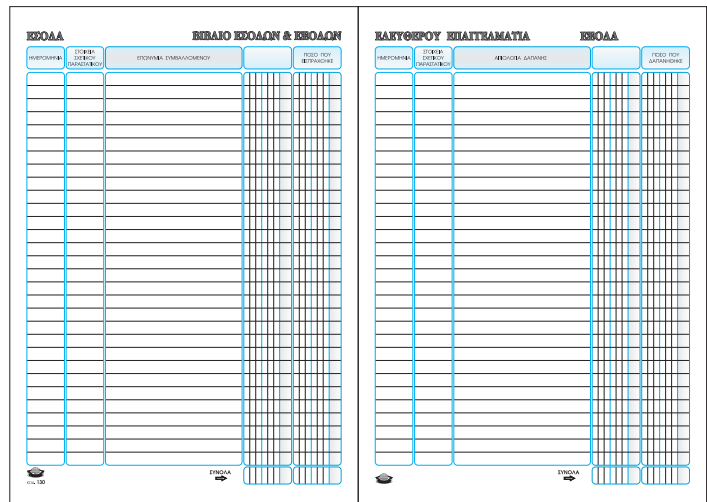 ΕΣΟΔΑ
ΒΙΒΛΙΟ ΕΣΟΔΩΝ & ΕΞΟΔΩΝ
ΗΜΕΡΟΜΗΝΙΑ
ΣΤΟΙΧΕΙΑ
ΣΧΕΤΙΚΟΥ
ΠΑΡΑΣΤΑΤΙΚΟΥ
ΕΠΩΝΥΜΙΑ ΣΥΜΒΑΛΛΟΜΕΝΟΥ
ΠΟΣΟ ΠΟΥ
ΕΙΣΠΡΑΧΘΗΚΕ
ΣΥΝΟΛΑ
130
ΕΛΕΥΘΕΡΟΥ ΕΠΑΓΓΕΛΜΑΤΙΑ
ΕΞΟΔΑ
ΗΜΕΡΟΜΗΝΙΑ
ΣΤΟΙΧΕΙΑ
ΣΧΕΤΙΚΟΥ
ΠΑΡΑΣΤΑΤΙΚΟΥ
ΑΙΤΙΟΛΟΓΙΑ ΔΑΠΑΝΗΣ
ΠΟΣΟ ΠΟΥ
ΔΑΠΑΝΗΘΗΚΕ
ΣΥΝΟΛΑ